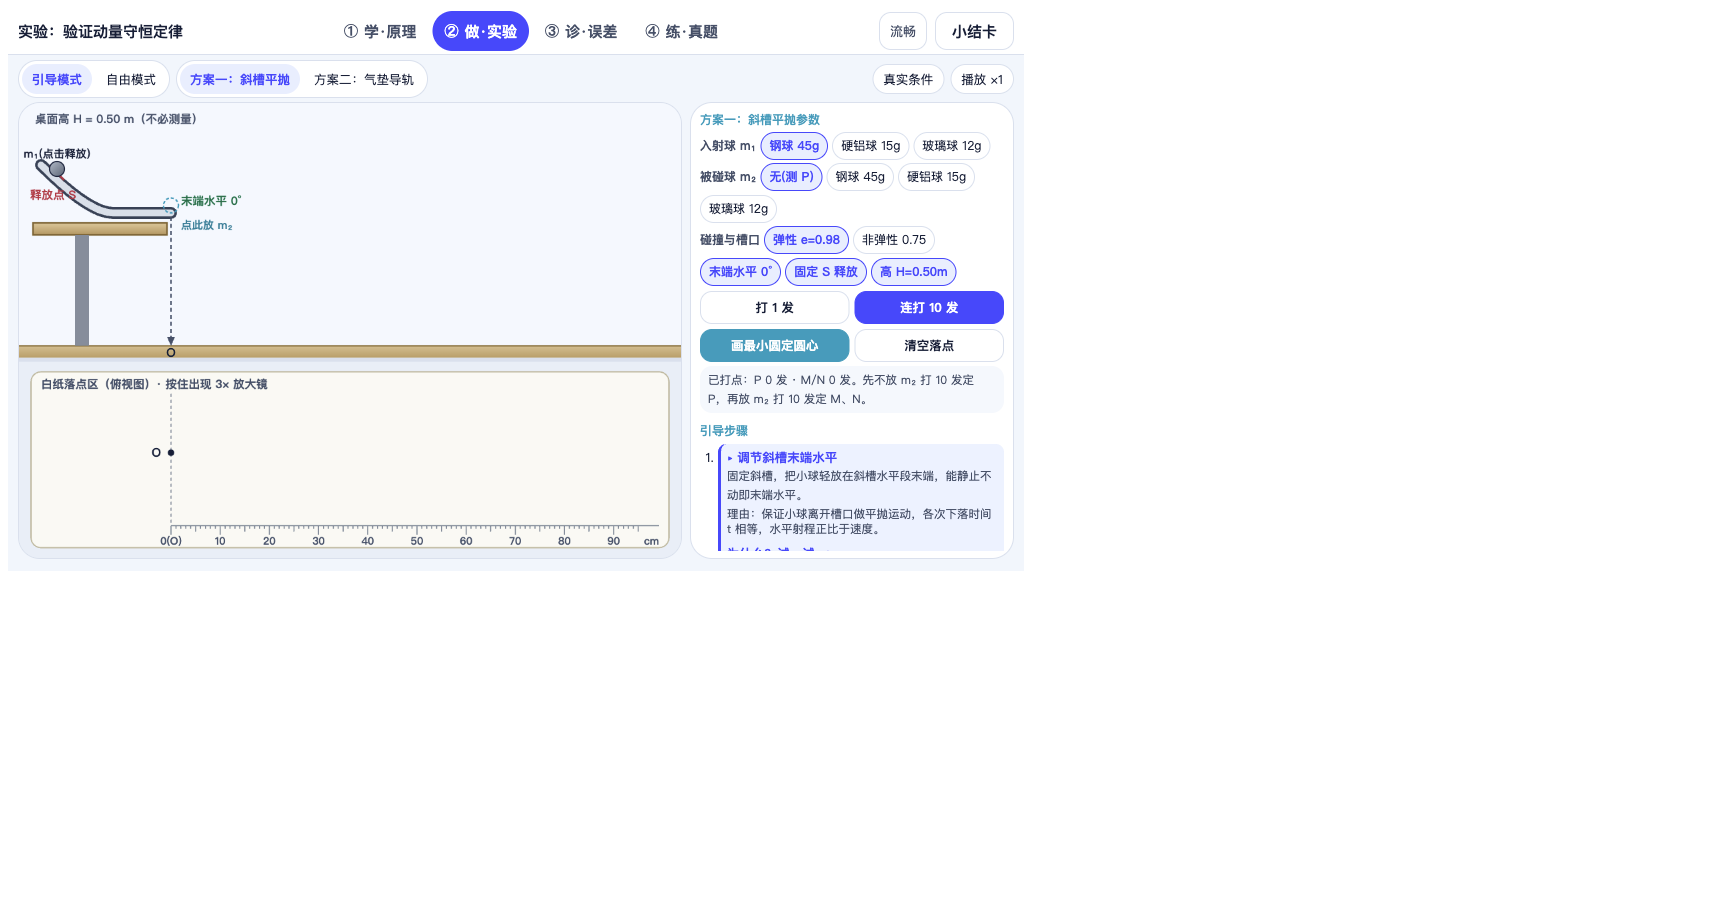 实验：验证动量守恒定律
① 学·原理
② 做·实验
③ 诊·误差
④ 练·真题
流畅
小结卡
引导模式
自由模式
方案一：斜槽平抛
方案二：气垫导轨
真实条件
播放 ×1
桌面高 H = 0.50 m（不必测量）
m₁(点击释放)
释放点 S
末端水平 0°
点此放 m₂
O
白纸落点区（俯视图）· 按住出现 3× 放大镜
O
0(O) 10 20 30 40 50 60 70 80 90 cm
方案一：斜槽平抛参数
入射球 m₁ 钢球 45g 硬铝球 15g 玻璃球 12g
被碰球 m₂ 无(测 P) 钢球 45g 硬铝球 15g
玻璃球 12g
碰撞与槽口 弹性 e=0.98 非弹性 0.75
末端水平 0° 固定 S 释放 高 H=0.50m
打 1 发 连打 10 发
画最小圆定圆心 清空落点
已打点：P 0 发 · M/N 0 发。先不放 m₂ 打 10 发定
P，再放 m₂ 打 10 发定 M、N。
引导步骤
1. ▸ 调节斜槽末端水平
固定斜槽，把小球轻放在斜槽水平段末端，能静止不
动即末端水平。
理由：保证小球离开槽口做平抛运动，各次下落时间
t 相等，水平射程正比于速度。